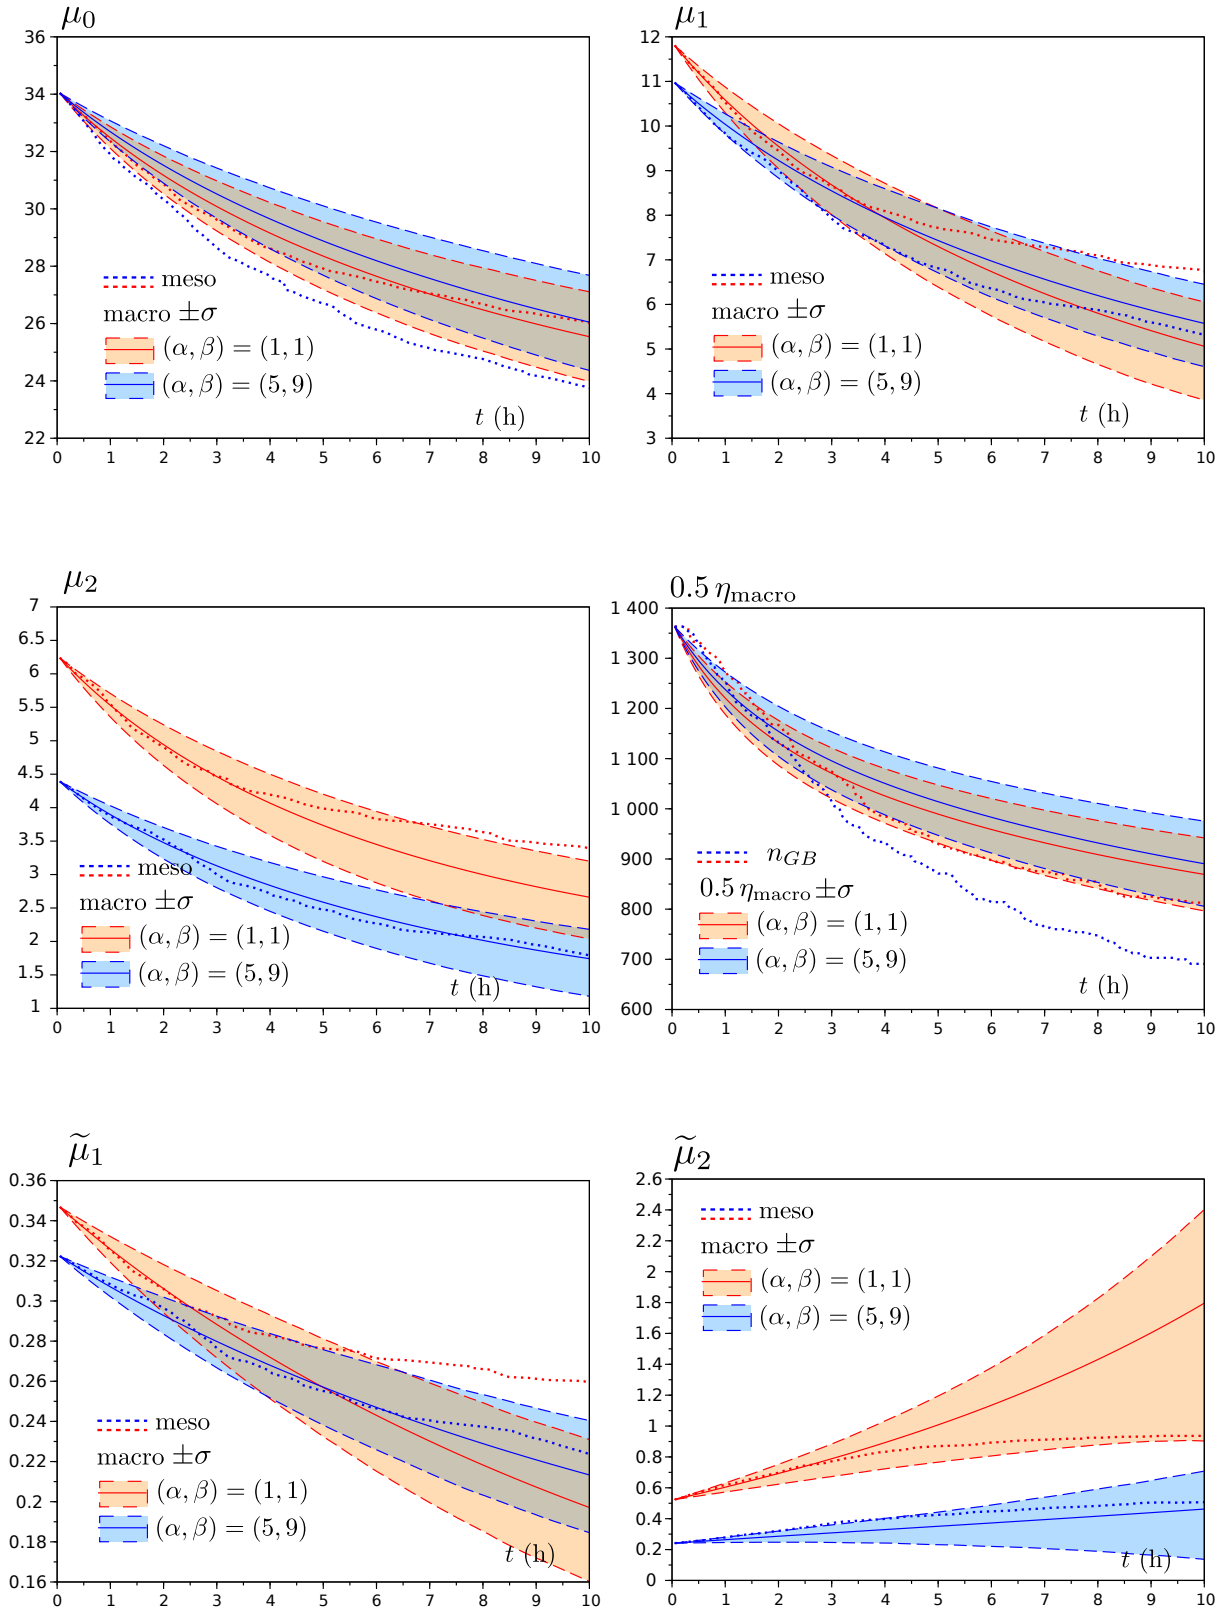 μ₀
36
34
32
30
28
26
24
22
meso
macro ±σ
(α, β) = (1, 1)
(α, β) = (5, 9)
t (h)
0 1 2 3 4 5 6 7 8 9 10
μ₁
12
11
10
9
8
7
6
5
4
3
meso
macro ±σ
(α, β) = (1, 1)
(α, β) = (5, 9)
t (h)
0 1 2 3 4 5 6 7 8 9 10
μ₂
7
6.5
6
5.5
5
4.5
4
3.5
3
2.5
2
1.5
1
meso
macro ±σ
(α, β) = (1, 1)
(α, β) = (5, 9)
t (h)
0 1 2 3 4 5 6 7 8 9 10
0.5 η_macro
1 400
1 300
1 200
1 100
1 000
900
800
700
600
n_GB
0.5 η_macro ±σ
(α, β) = (1, 1)
(α, β) = (5, 9)
t (h)
0 1 2 3 4 5 6 7 8 9 10
μ̃₁
0.36
0.34
0.32
0.3
0.28
0.26
0.24
0.22
0.2
0.18
0.16
meso
macro ±σ
(α, β) = (1, 1)
(α, β) = (5, 9)
t (h)
0 1 2 3 4 5 6 7 8 9 10
μ̃₂
2.6
2.4
2.2
2
1.8
1.6
1.4
1.2
1
0.8
0.6
0.4
0.2
0
meso
macro ±σ
(α, β) = (1, 1)
(α, β) = (5, 9)
t (h)
0 1 2 3 4 5 6 7 8 9 10